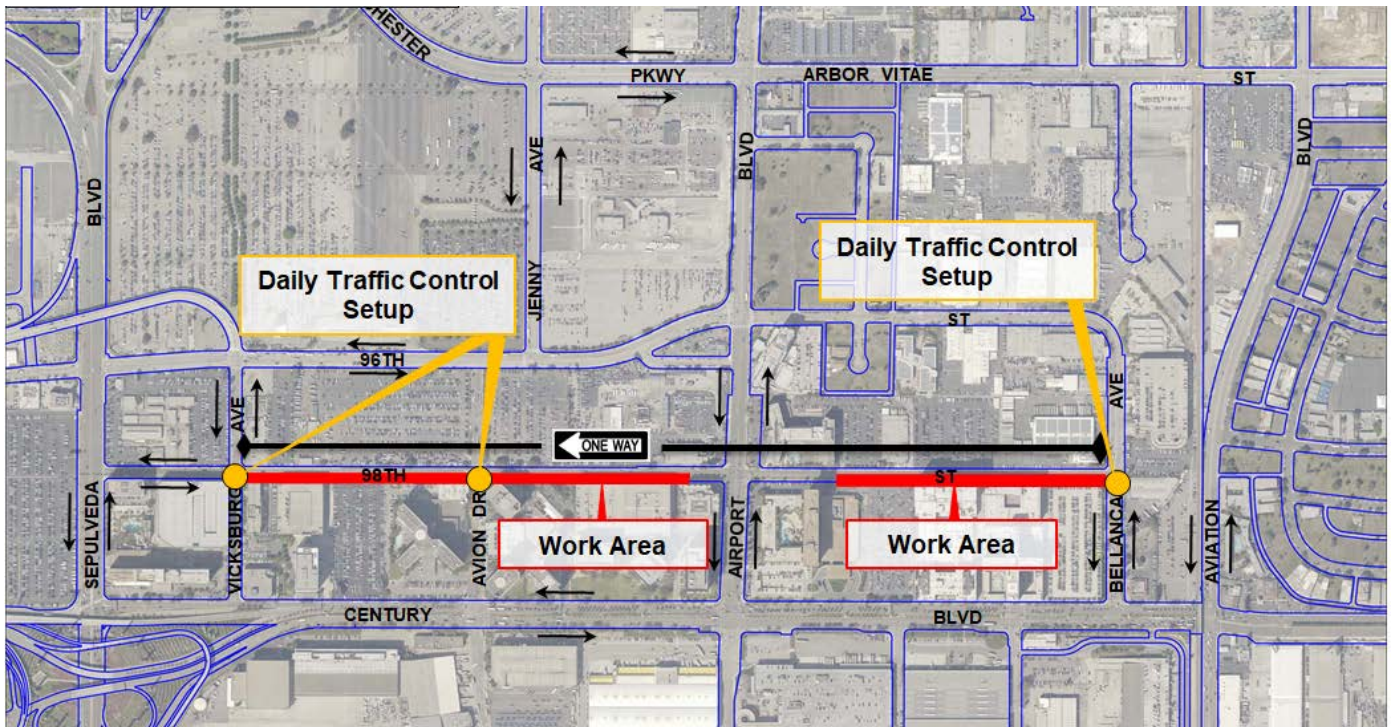 CHESTER
PKWY
ARBOR VITAE
ST
BLVD
JENNY AVE
BLVD
BLVD
Daily Traffic Control
Setup
Daily Traffic Control
Setup
ST
96TH
AVE
AVE
ONE WAY
98TH
ST
SEPULVEDA
VICKSBURG
AVION DR
Work Area
AIRPORT
Work Area
BELLANCA
AVIATION
CENTURY
BLVD